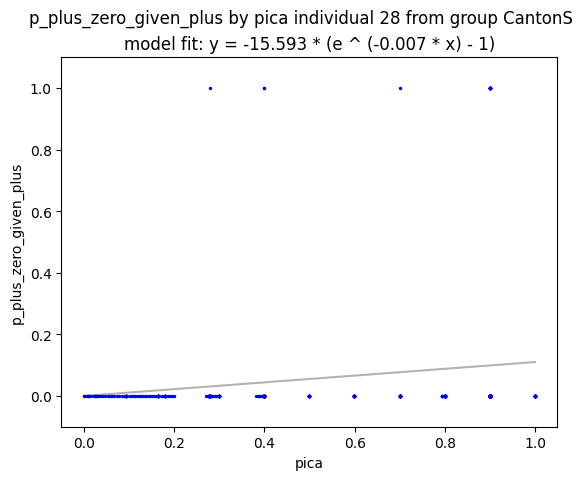 p_plus_zero_given_plus by pica individual 28 from group CantonS
model fit: y = -15.593 * (e ^ (-0.007 * x) - 1)
1.0
0.8
0.6
0.4
0.2
0.0
p_plus_zero_given_plus
0.0 0.2 0.4 0.6 0.8 1.0
pica